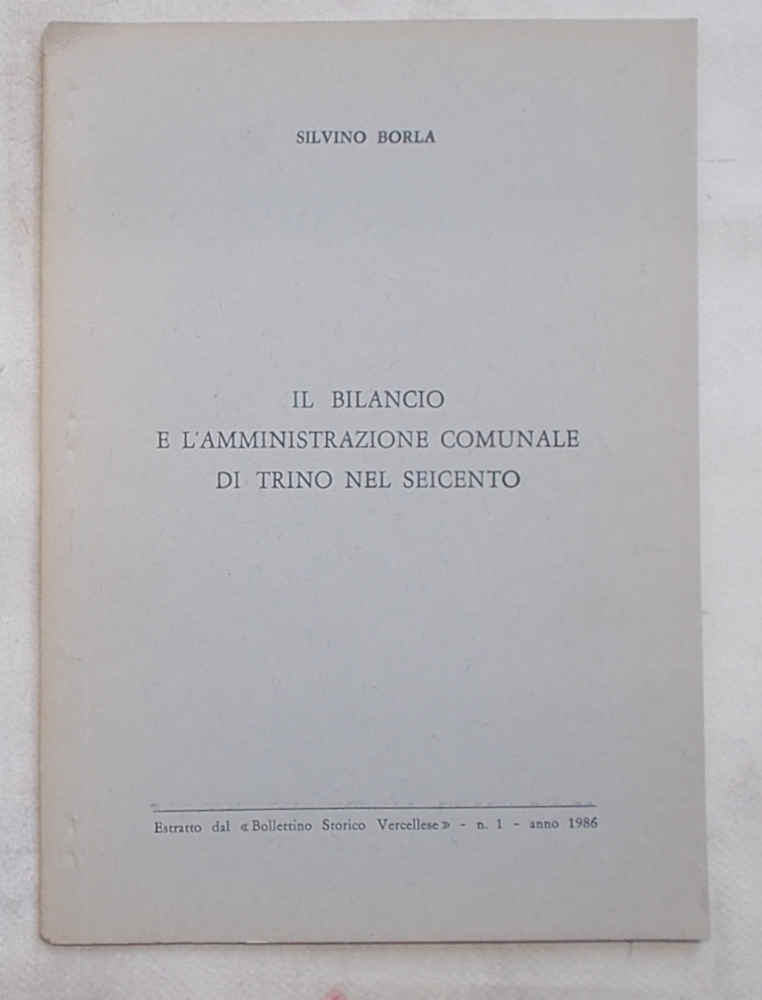 SILVINO BORLA
IL BILANCIO
E L'AMMINISTRAZIONE COMUNALE
DI TRINO NEL SEICENTO
Estratto dal «Bollettino Storico Vercellese» - n. 1 - anno 1986